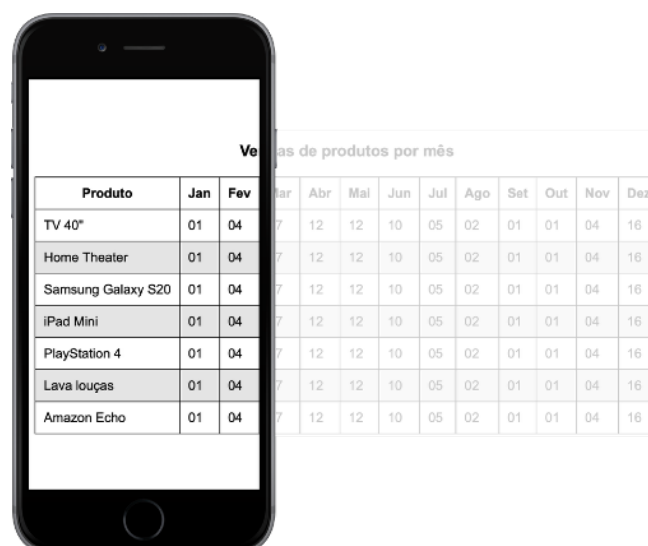 Ve as de produtos por mês
Produto Jan Fev Mar Abr Mai Jun Jul Ago Set Out Nov Dez
TV 40" 01 04 7 12 12 10 05 02 01 01 04 16
Home Theater 01 04 7 12 12 10 05 02 01 01 04 16
Samsung Galaxy S20 01 04 7 12 12 10 05 02 01 01 04 16
iPad Mini 01 04 7 12 12 10 05 02 01 01 04 16
PlayStation 4 01 04 7 12 12 10 05 02 01 01 04 16
Lava louças 01 04 7 12 12 10 05 02 01 01 04 16
Amazon Echo 01 04 7 12 12 10 05 02 01 01 04 16